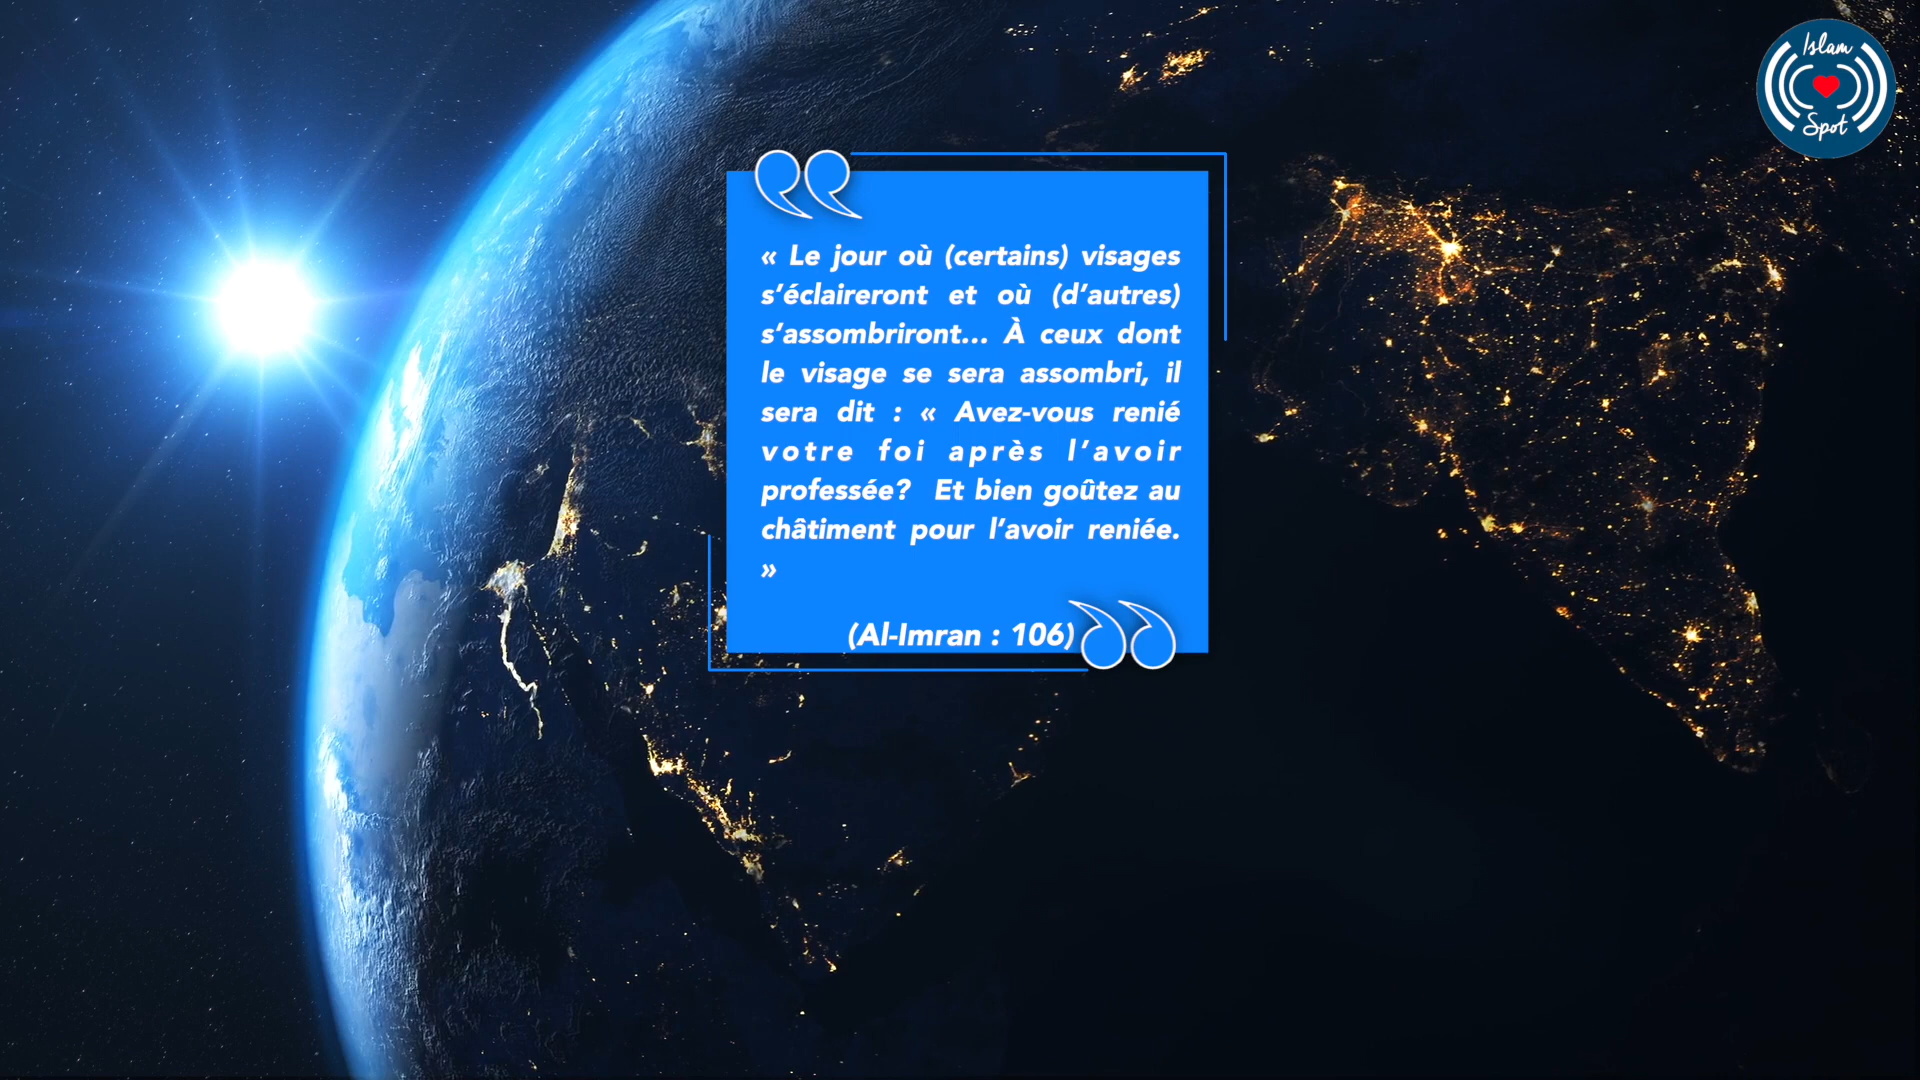 Islam
Spot
« Le jour où (certains) visages
s’éclaireront et où (d’autres)
s’assombriront... À ceux dont
le visage se sera assombri, il
sera dit : « Avez-vous renié
votre foi après l’avoir
professée?  Et bien goûtez au
châtiment pour l’avoir reniée.
»
(Al-Imran : 106)